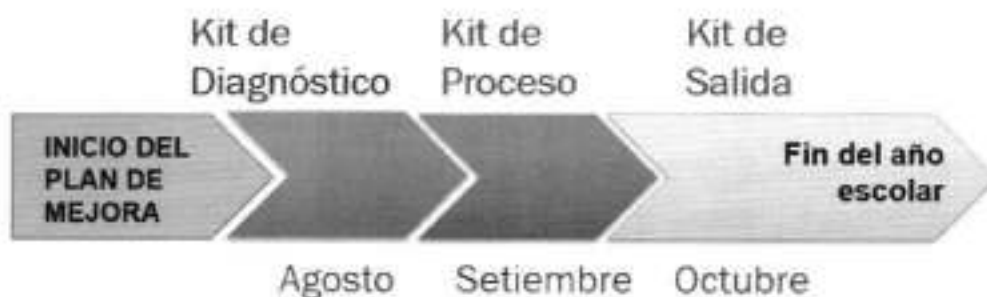 Kit de
Diagnóstico
Kit de
Proceso
Kit de
Salida
INICIO DEL
PLAN DE
MEJORA
Fin del año
escolar
Agosto
Setiembre
Octubre